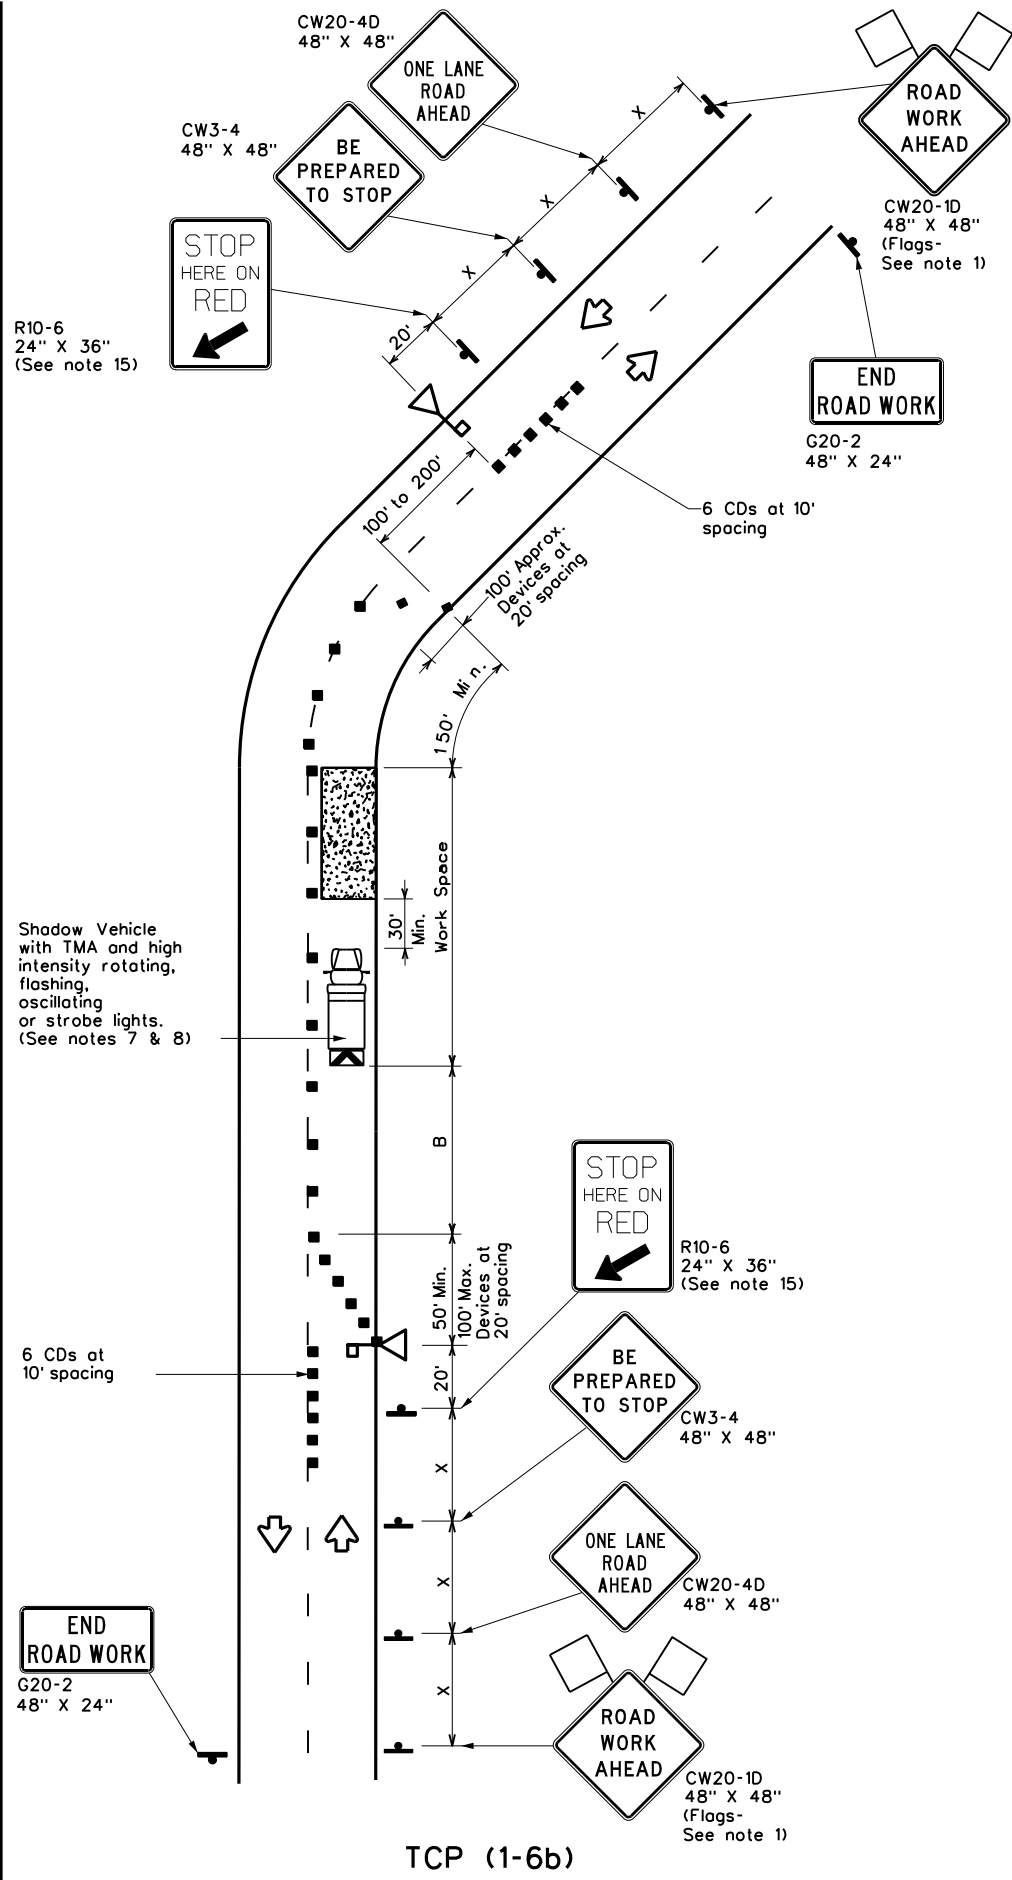 CW20-4D
48" X 48"
ONE LANE
ROAD
AHEAD
X
ROAD
WORK
AHEAD
CW3-4
48" X 48"
BE
PREPARED
TO STOP
X
CW20-1D
48" X 48"
(Flags-
See note 1)
STOP
HERE ON
RED
X
R10-6
24" X 36"
(See note 15)
20'
END
ROAD WORK
G20-2
48" X 24"
100' to 200'
6 CDs at 10'
spacing
100' Approx.
Devices at
20' spacing
150' Min.
Work Space
30'
Min.
Shadow Vehicle
with TMA and high
intensity rotating,
flashing,
oscillating
or strobe lights.
(See notes 7 & 8)
B
STOP
HERE ON
RED
R10-6
24" X 36"
(See note 15)
50' Min.
100' Max.
Devices at
20' spacing
6 CDs at
10' spacing
20'
BE
PREPARED
TO STOP
CW3-4
48" X 48"
X
ONE LANE
ROAD
AHEAD
CW20-4D
48" X 48"
X
END
ROAD WORK
G20-2
48" X 24"
X
ROAD
WORK
AHEAD
CW20-1D
48" X 48"
(Flags-
See note 1)
TCP (1-6b)